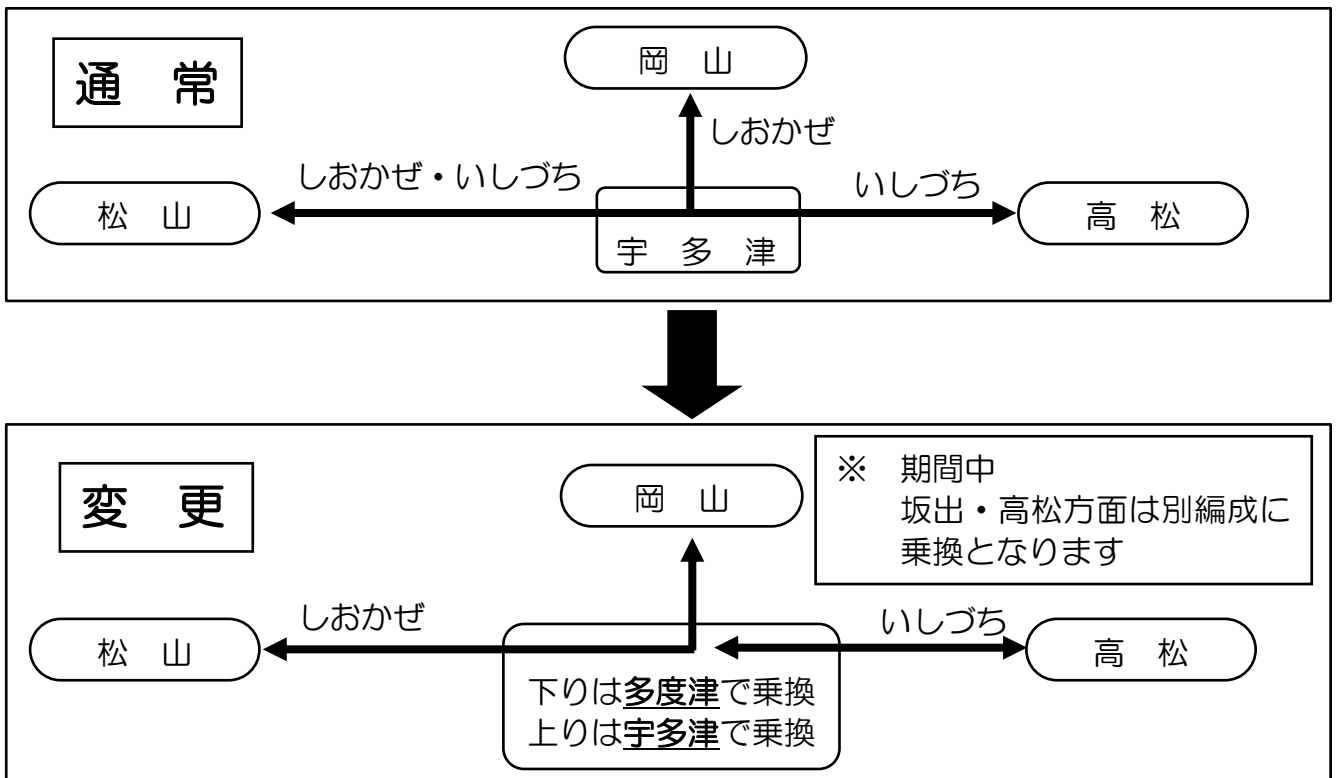 通 常
岡 山
しおかぜ
しおかぜ・いしづち
いしづち
松 山
宇 多 津
高 松
変 更
岡 山
※ 期間中
坂出・高松方面は別編成に
乗換となります
しおかぜ
いしづち
松 山
高 松
下りは多度津で乗換
上りは宇多津で乗換